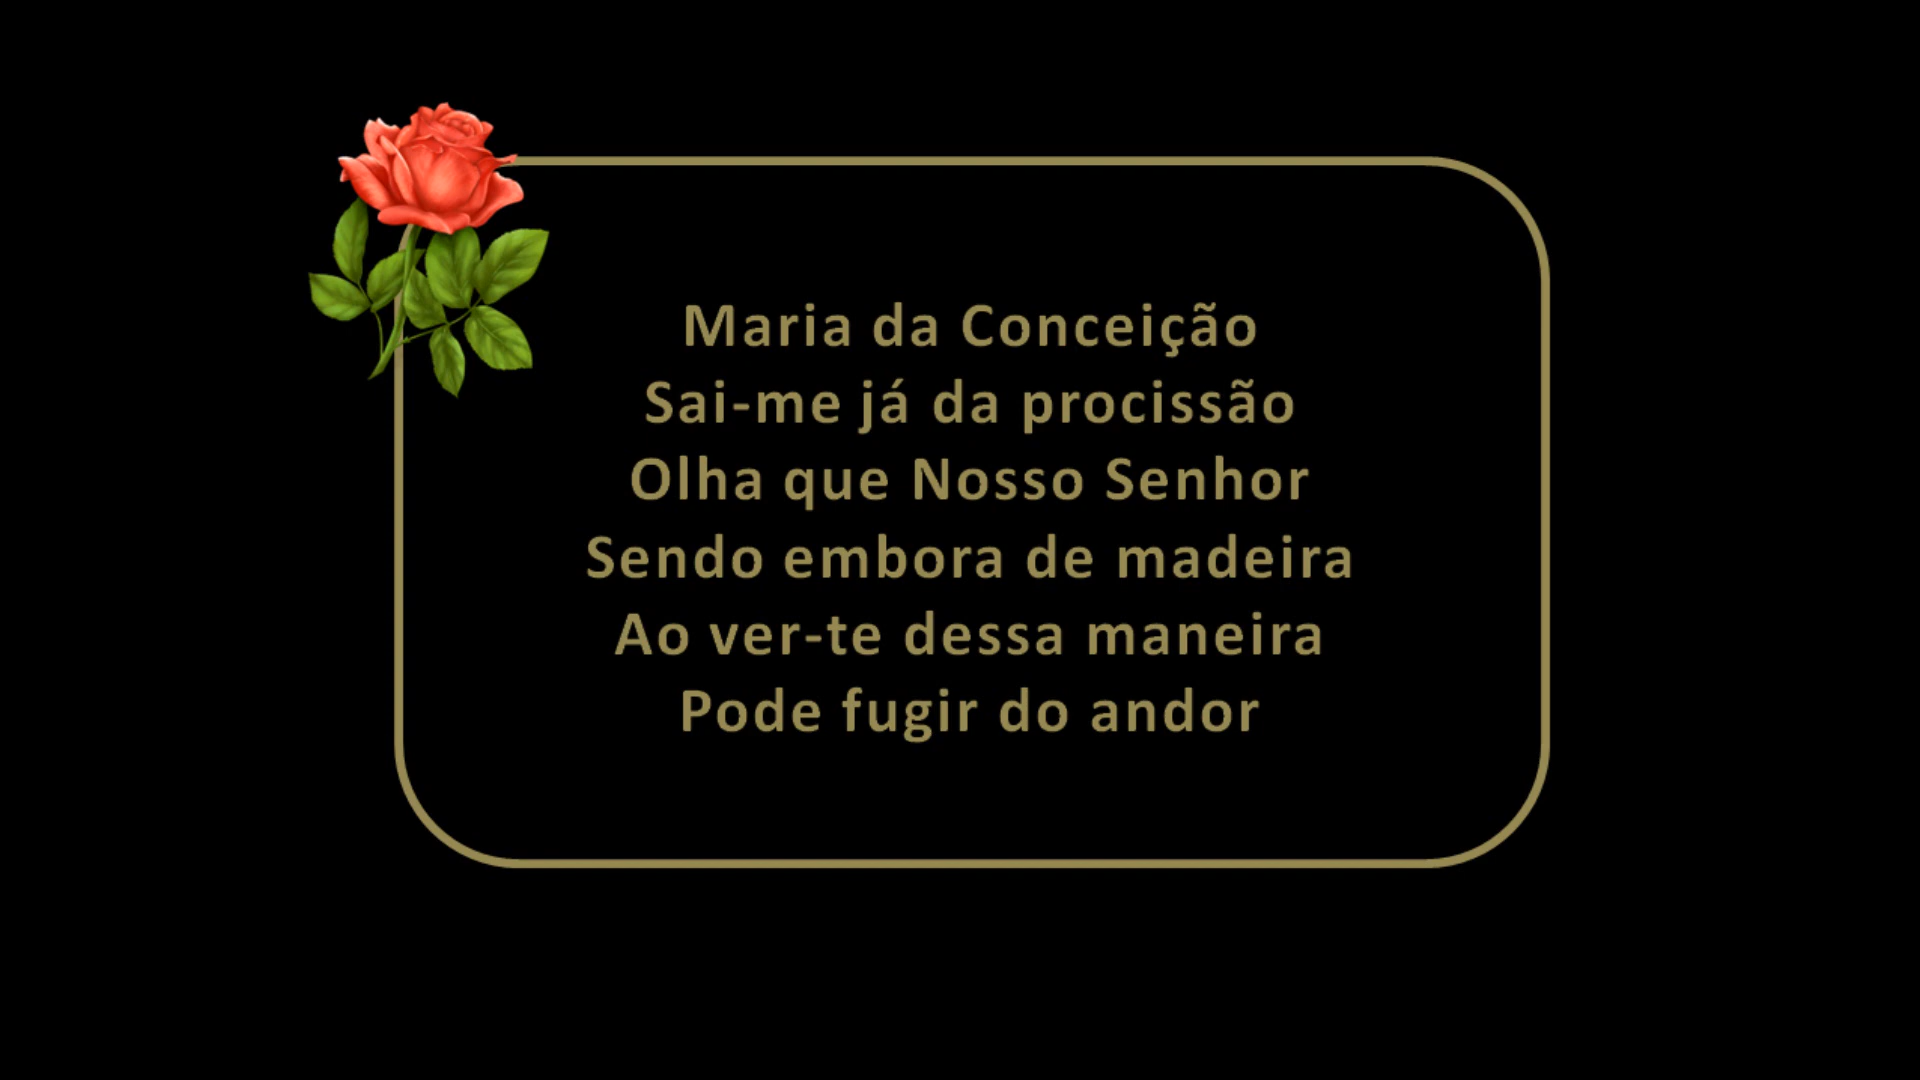 Maria da Conceição
Sai-me já da procissão
Olha que Nosso Senhor
Sendo embora de madeira
Ao ver-te dessa maneira
Pode fugir do andor